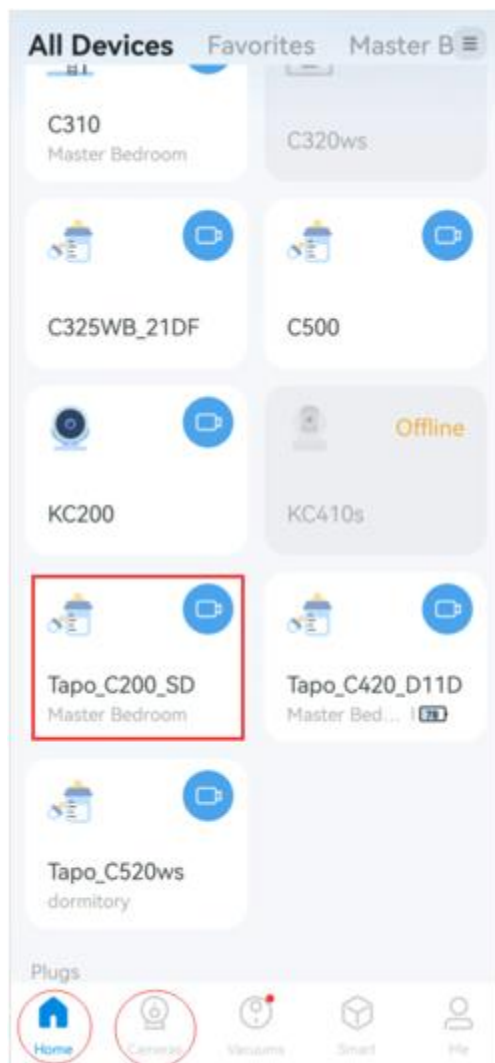 All Devices Favorites Master B
C310
Master Bedroom
C320ws
C325WB_21DF
C500
KC200
Offline
KC410s
Tapo_C200_SD
Master Bedroom
Tapo_C420_D11D
Master Bed... 78
Tapo_C520ws
dormitory
Plugs
Home Cameras Vacuums Smart Me